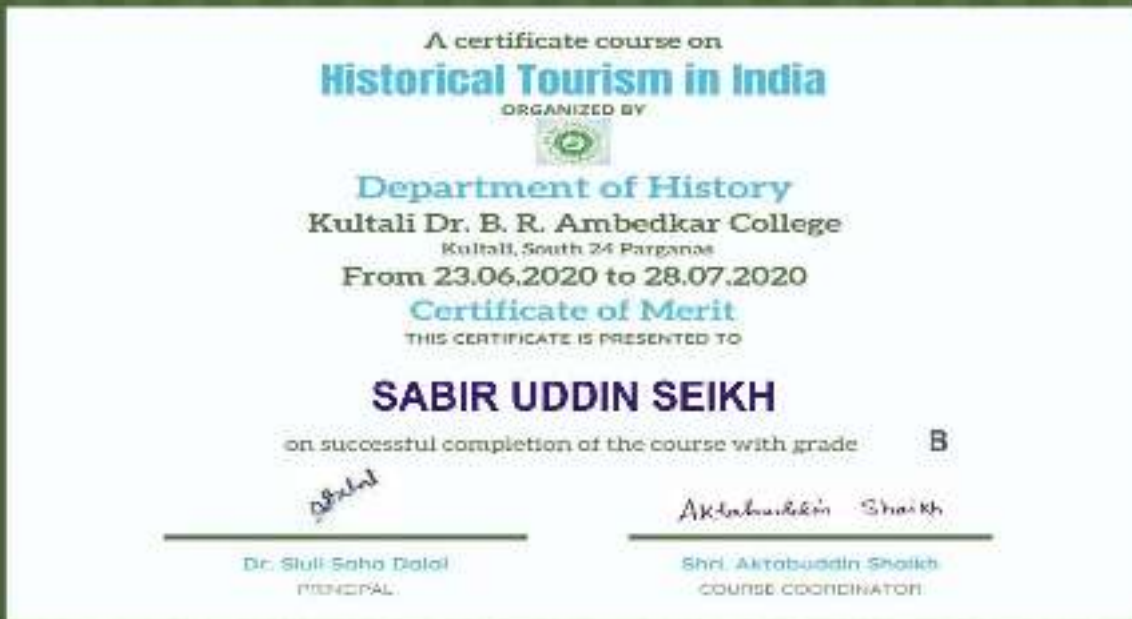 A certificate course on
Historical Tourism in India
ORGANIZED BY
Department of History
Kultali Dr. B. R. Ambedkar College
Kultali, South 24 Parganas
From 23.06.2020 to 28.07.2020
Certificate of Merit
THIS CERTIFICATE IS PRESENTED TO
SABIR UDDIN SEIKH
on successful completion of the course with grade B
Aktabuddin Shaikh
Dr. Siuli Saha Dalal
Shri. Aktabuddin Shaikh
PRINCIPAL
COURSE COORDINATOR